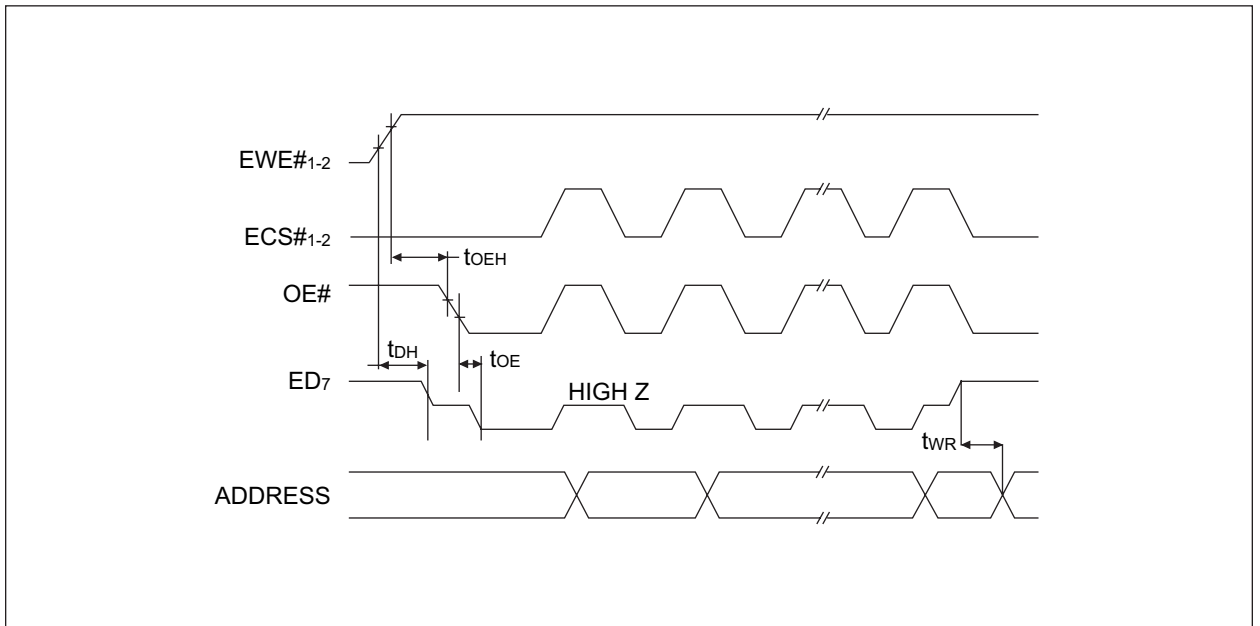 EWE#1-2
ECS#1-2
tOEH
OE#
tDH
tOE
ED7
HIGH Z
tWR
ADDRESS